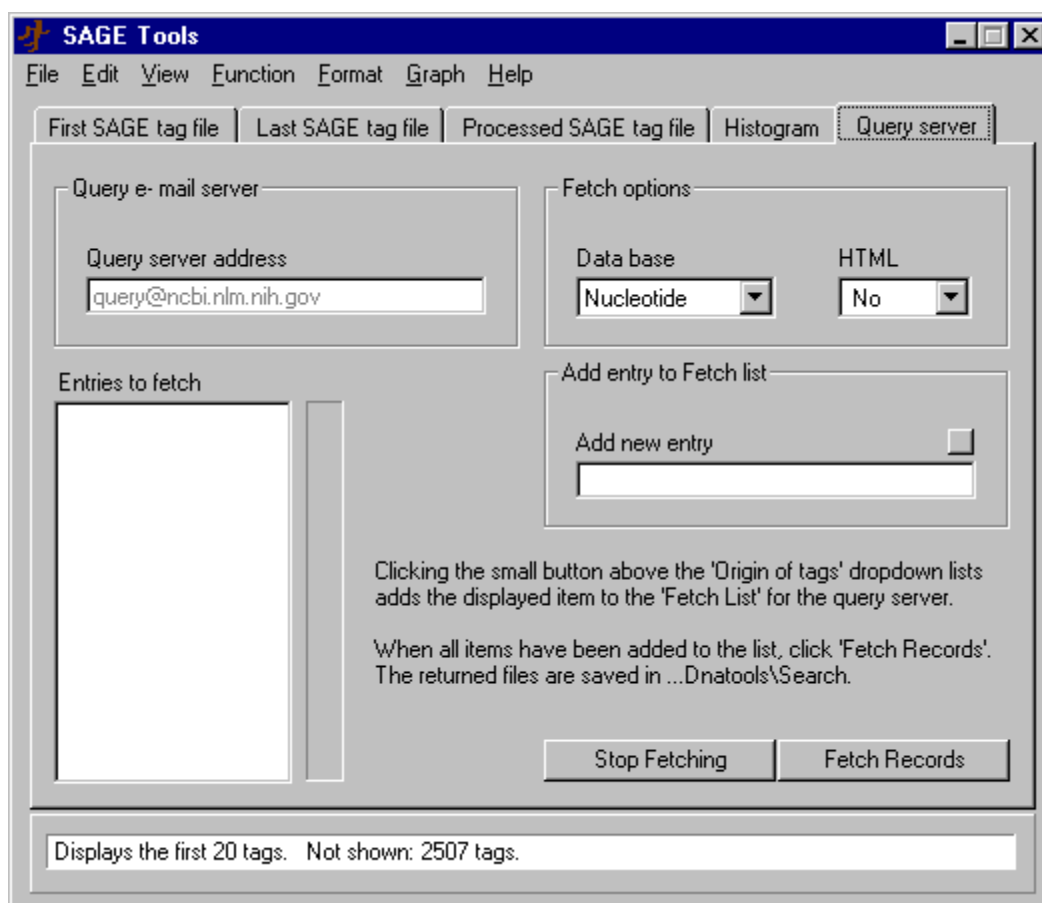 SAGE Tools
File Edit View Function Format Graph Help
First SAGE tag file Last SAGE tag file Processed SAGE tag file Histogram Query server
Query e- mail server
Query server address
query@ncbi.nlm.nih.gov
Fetch options
Data base HTML
Nucleotide No
Entries to fetch
Add entry to Fetch list
Add new entry
Clicking the small button above the 'Origin of tags' dropdown lists
adds the displayed item to the 'Fetch List' for the query server.
When all items have been added to the list, click 'Fetch Records'.
The returned files are saved in ...Dnatools\Search.
Stop Fetching Fetch Records
Displays the first 20 tags. Not shown: 2507 tags.